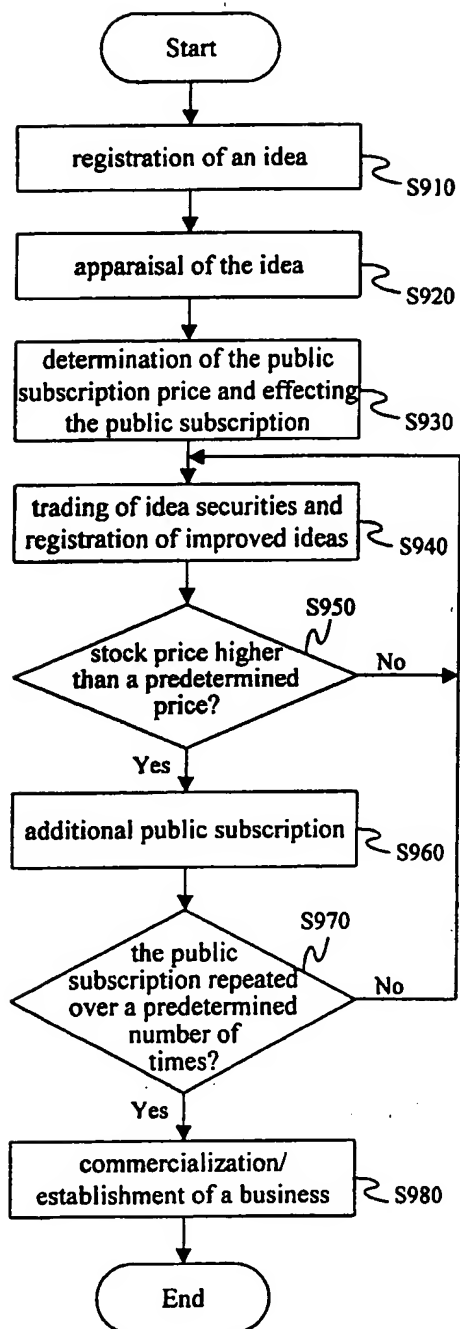 Start
registration of an idea
S910
apparaisal of the idea
S920
determination of the public
subscription price and effecting
the public subscription
S930
trading of idea securities and
registration of improved ideas
S940
S950
stock price higher
than a predetermined
price?
No
Yes
additional public subscription
S960
S970
the public
subscription repeated
over a predetermined
number of
times?
No
Yes
commercialization/
establishment of a business
S980
End